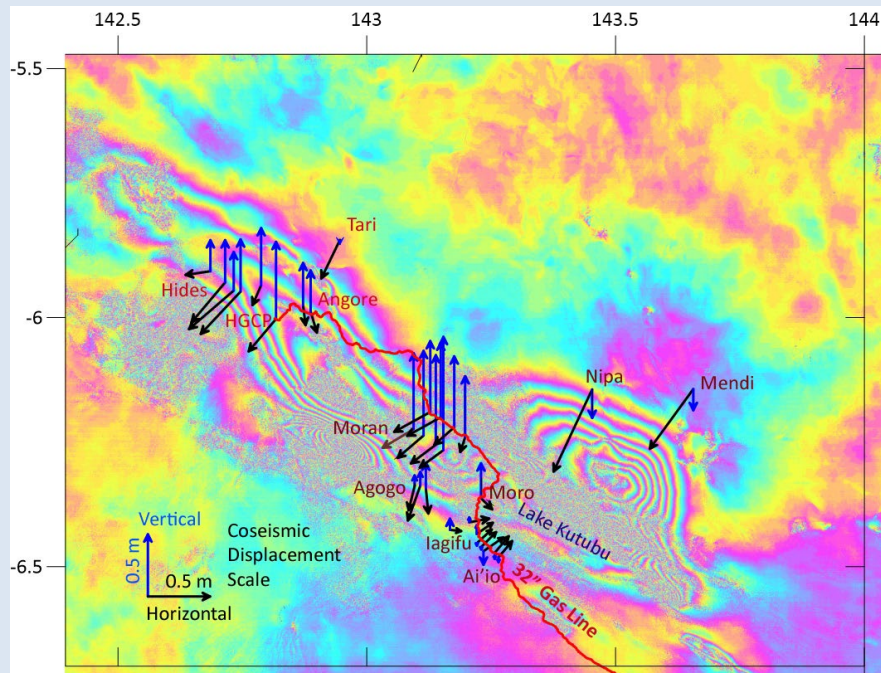 142.5 143 143.5 144
-5.5
Tari
Hides
Angore
-6
HGCP
Nipa
Mendi
Moran
Agogo
Moro
Lake Kutubu
Vertical
Coseismic
Displacement
Scale
0.5 m
0.5 m
Horizontal
Iagifu
-6.5
Ai'io
32” Gas Line